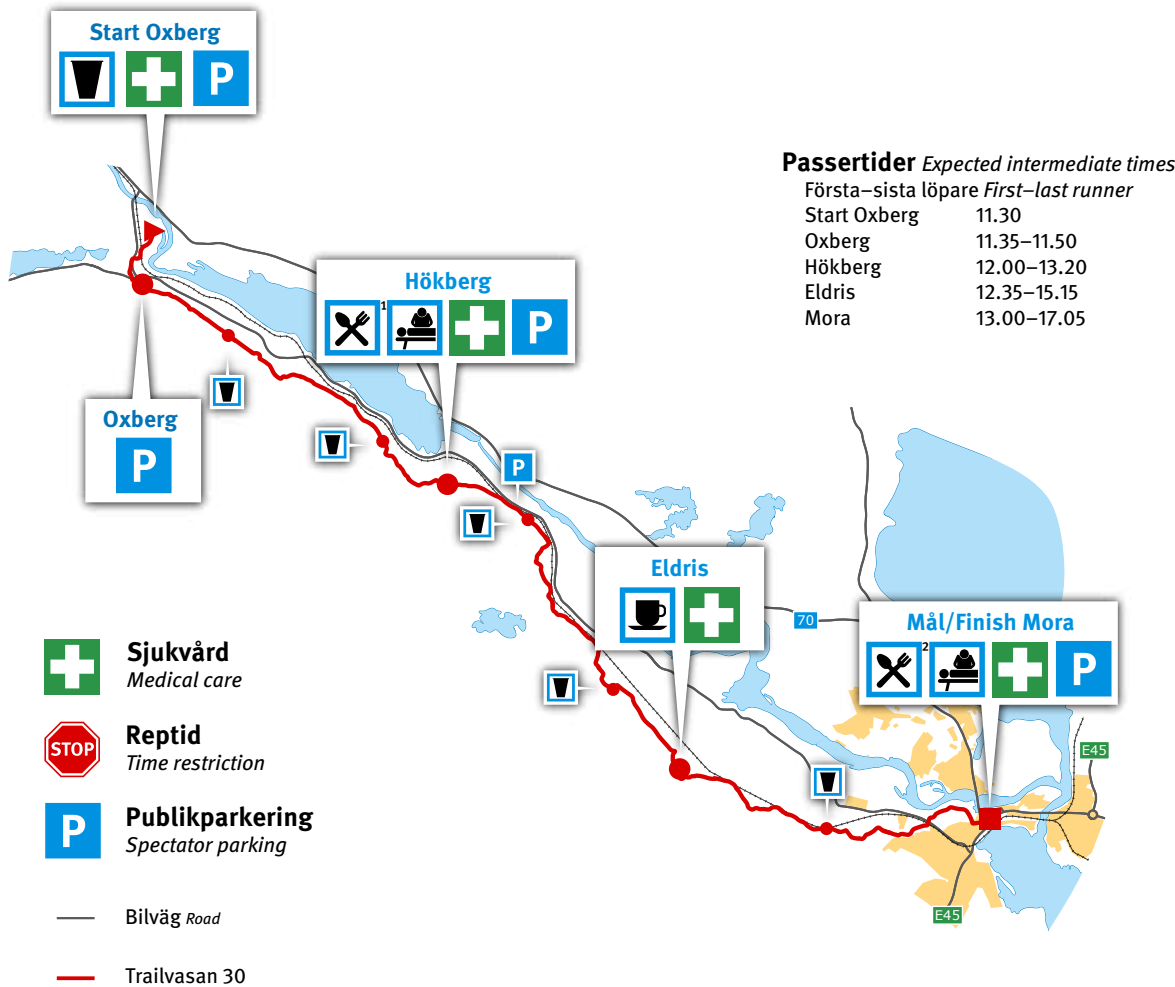 Start Oxberg
P
Passertider Expected intermediate times
Första–sista löpare First–last runner
Start Oxberg 11.30
Oxberg 11.35–11.50
Hökberg 12.00–13.20
Eldris 12.35–15.15
Mora 13.00–17.05
Hökberg
1
P
Oxberg
P
P
Eldris
70
Mål/Finish Mora
2
P
E45
E45
Sjukvård
Medical care
STOP
Reptid
Time restriction
P
Publikparkering
Spectator parking
Bilväg Road
Trailvasan 30